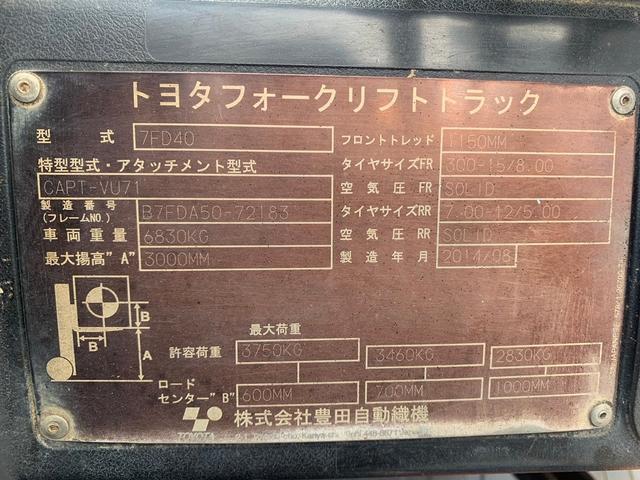 トヨタフォークリフトトラック
型式 7FD40 フロントトレッド 1150MM
特型型式・アタッチメント型式 タイヤサイズFR 300-15/8.00
CAPT-VU71 空気圧FR SOLID
製造番号 (フレームNO.) B7FDA50-72183 タイヤサイズRR 7.00-12/5.00
車両重量 6830KG 空気圧RR SOLID
最大揚高"A" 3000MM 製造年月 2014/08
B
B A
最大荷重
許容荷重 3750KG 3460KG 2830KG
ロードセンター"B" 600MM 700MM 1000MM
TOYOTA 株式会社豊田自動織機